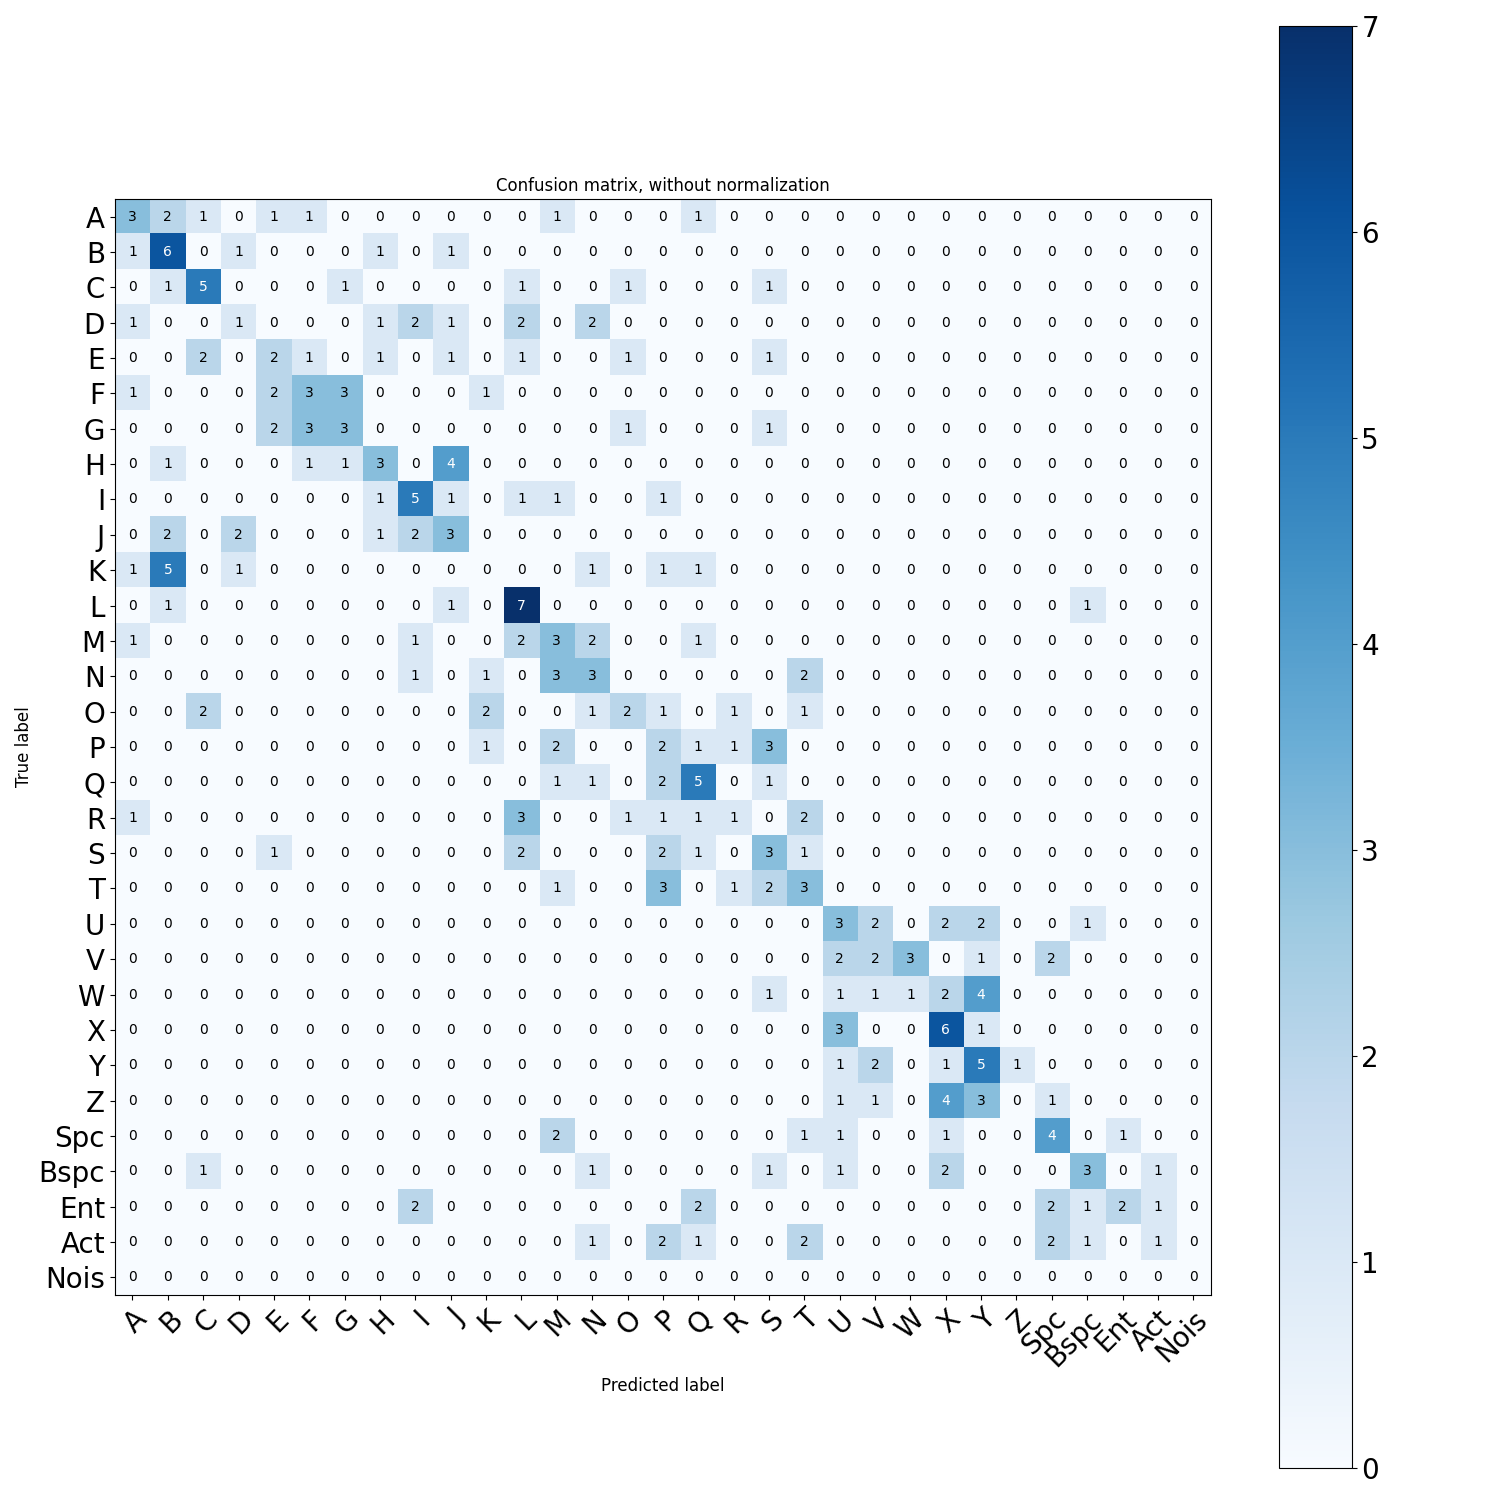 Confusion matrix, without normalization
True label
A 3 2 1 0 1 1 0 0 0 0 0 0 1 0 0 0 1 0 0 0 0 0 0 0 0 0 0 0 0 0 0
B 1 6 0 1 0 0 0 1 0 1 0 0 0 0 0 0 0 0 0 0 0 0 0 0 0 0 0 0 0 0 0
C 0 1 5 0 0 0 1 0 0 0 0 1 0 0 1 0 0 0 1 0 0 0 0 0 0 0 0 0 0 0 0
D 1 0 0 1 0 0 0 1 2 1 0 2 0 2 0 0 0 0 0 0 0 0 0 0 0 0 0 0 0 0 0
E 0 0 2 0 2 1 0 1 0 1 0 1 0 0 1 0 0 0 1 0 0 0 0 0 0 0 0 0 0 0 0
F 1 0 0 0 2 3 3 0 0 0 1 0 0 0 0 0 0 0 0 0 0 0 0 0 0 0 0 0 0 0 0
G 0 0 0 0 2 3 3 0 0 0 0 0 0 0 1 0 0 0 1 0 0 0 0 0 0 0 0 0 0 0 0
H 0 1 0 0 0 1 1 3 0 4 0 0 0 0 0 0 0 0 0 0 0 0 0 0 0 0 0 0 0 0 0
I 0 0 0 0 0 0 0 1 5 1 0 1 1 0 0 1 0 0 0 0 0 0 0 0 0 0 0 0 0 0 0
J 0 2 0 2 0 0 0 1 2 3 0 0 0 0 0 0 0 0 0 0 0 0 0 0 0 0 0 0 0 0 0
K 1 5 0 1 0 0 0 0 0 0 0 0 0 1 0 1 1 0 0 0 0 0 0 0 0 0 0 0 0 0 0
L 0 1 0 0 0 0 0 0 0 1 0 7 0 0 0 0 0 0 0 0 0 0 0 0 0 0 0 1 0 0 0
M 1 0 0 0 0 0 0 0 1 0 0 2 3 2 0 0 1 0 0 0 0 0 0 0 0 0 0 0 0 0 0
N 0 0 0 0 0 0 0 0 1 0 1 0 3 3 0 0 0 0 0 2 0 0 0 0 0 0 0 0 0 0 0
O 0 0 2 0 0 0 0 0 0 0 2 0 0 1 2 1 0 1 0 1 0 0 0 0 0 0 0 0 0 0 0
P 0 0 0 0 0 0 0 0 0 0 1 0 2 0 0 2 1 1 3 0 0 0 0 0 0 0 0 0 0 0 0
Q 0 0 0 0 0 0 0 0 0 0 0 0 1 1 0 2 5 0 1 0 0 0 0 0 0 0 0 0 0 0 0
R 1 0 0 0 0 0 0 0 0 0 0 3 0 0 1 1 1 1 0 2 0 0 0 0 0 0 0 0 0 0 0
S 0 0 0 0 1 0 0 0 0 0 0 2 0 0 0 2 1 0 3 1 0 0 0 0 0 0 0 0 0 0 0
T 0 0 0 0 0 0 0 0 0 0 0 0 1 0 0 3 0 1 2 3 0 0 0 0 0 0 0 0 0 0 0
U 0 0 0 0 0 0 0 0 0 0 0 0 0 0 0 0 0 0 0 0 3 2 0 2 2 0 0 1 0 0 0
V 0 0 0 0 0 0 0 0 0 0 0 0 0 0 0 0 0 0 0 0 2 2 3 0 1 0 2 0 0 0 0
W 0 0 0 0 0 0 0 0 0 0 0 0 0 0 0 0 0 0 1 0 1 1 1 2 4 0 0 0 0 0 0
X 0 0 0 0 0 0 0 0 0 0 0 0 0 0 0 0 0 0 0 0 3 0 0 6 1 0 0 0 0 0 0
Y 0 0 0 0 0 0 0 0 0 0 0 0 0 0 0 0 0 0 0 0 1 2 0 1 5 1 0 0 0 0 0
Z 0 0 0 0 0 0 0 0 0 0 0 0 0 0 0 0 0 0 0 0 1 1 0 4 3 0 1 0 0 0 0
Spc 0 0 0 0 0 0 0 0 0 0 0 0 2 0 0 0 0 0 0 1 1 0 0 1 0 0 4 0 1 0 0
Bspc 0 0 1 0 0 0 0 0 0 0 0 0 0 1 0 0 0 0 1 0 1 0 0 2 0 0 0 3 0 1 0
Ent 0 0 0 0 0 0 0 0 2 0 0 0 0 0 0 0 2 0 0 0 0 0 0 0 0 0 2 1 2 1 0
Act 0 0 0 0 0 0 0 0 0 0 0 0 0 1 0 2 1 0 0 2 0 0 0 0 0 0 2 1 0 1 0
Nois 0 0 0 0 0 0 0 0 0 0 0 0 0 0 0 0 0 0 0 0 0 0 0 0 0 0 0 0 0 0 0
A B C D E F G H I J K L M N O P Q R S T U V W X Y Z Spc Bspc Ent Act Nois
Predicted label
7
6
5
4
3
2
1
0